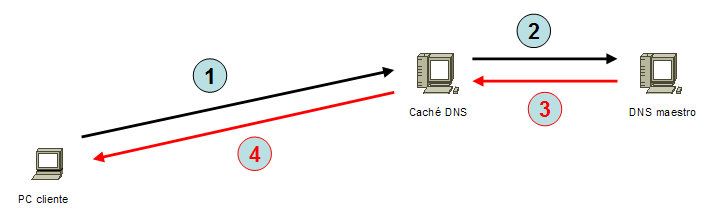 2
1
Caché DNS
3
DNS maestro
4
PC cliente